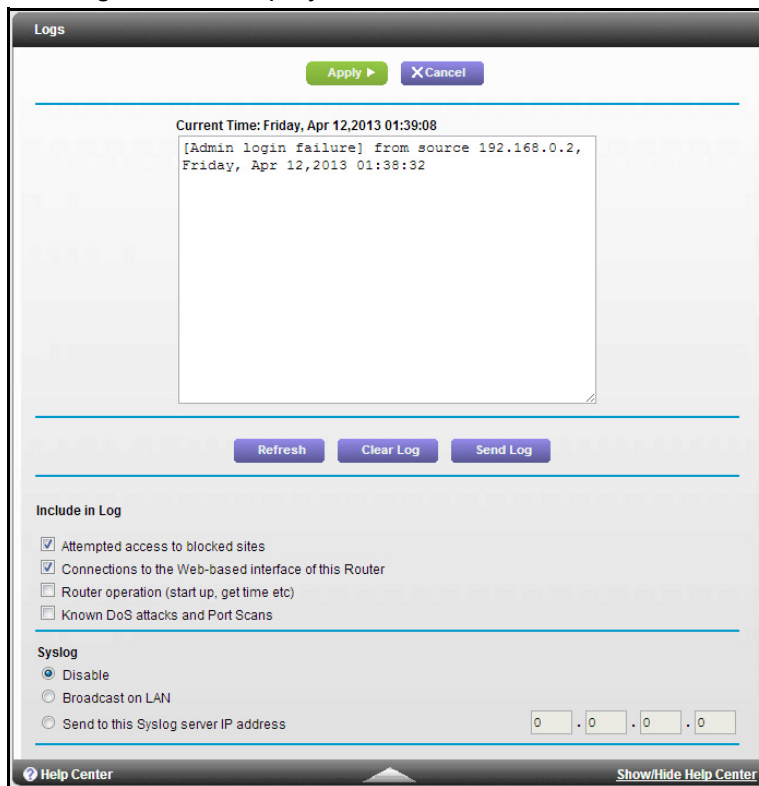 Logs
Apply
Cancel
Current Time: Friday, Apr 12,2013 01:39:08
[Admin login failure] from source 192.168.0.2,
Friday, Apr 12,2013 01:38:32
Refresh Clear Log Send Log
Include in Log
Attempted access to blocked sites
Connections to the Web-based interface of this Router
Router operation (start up, get time etc)
Known DoS attacks and Port Scans
Syslog
Disable
Broadcast on LAN
Send to this Syslog server IP address 0 . 0 . 0 . 0
Help Center Show/Hide Help Center